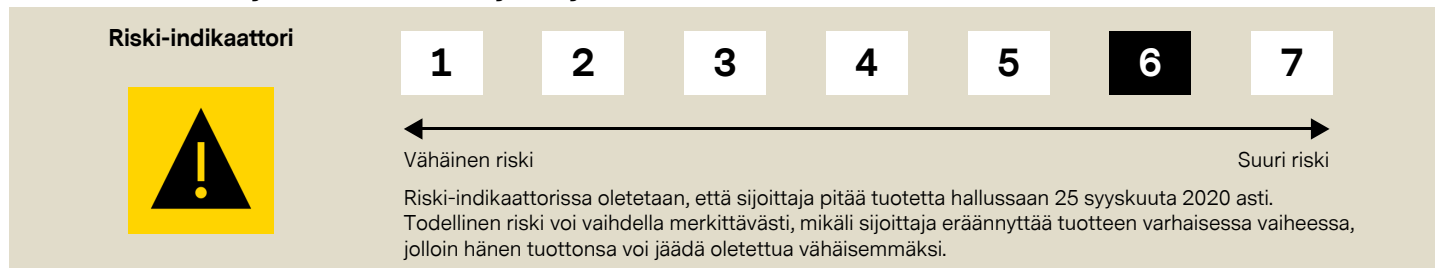 Riski-indikaattori
1 2 3 4 5 6 7
Vähäinen riski Suuri riski
Riski-indikaattorissa oletetaan, että sijoittaja pitää tuotetta hallussaan 25 syyskuuta 2020 asti.
Todellinen riski voi vaihdella merkittävästi, mikäli sijoittaja eräännyttää tuotteen varhaisessa vaiheessa,
jolloin hänen tuottonsa voi jäädä oletettua vähäisemmäksi.